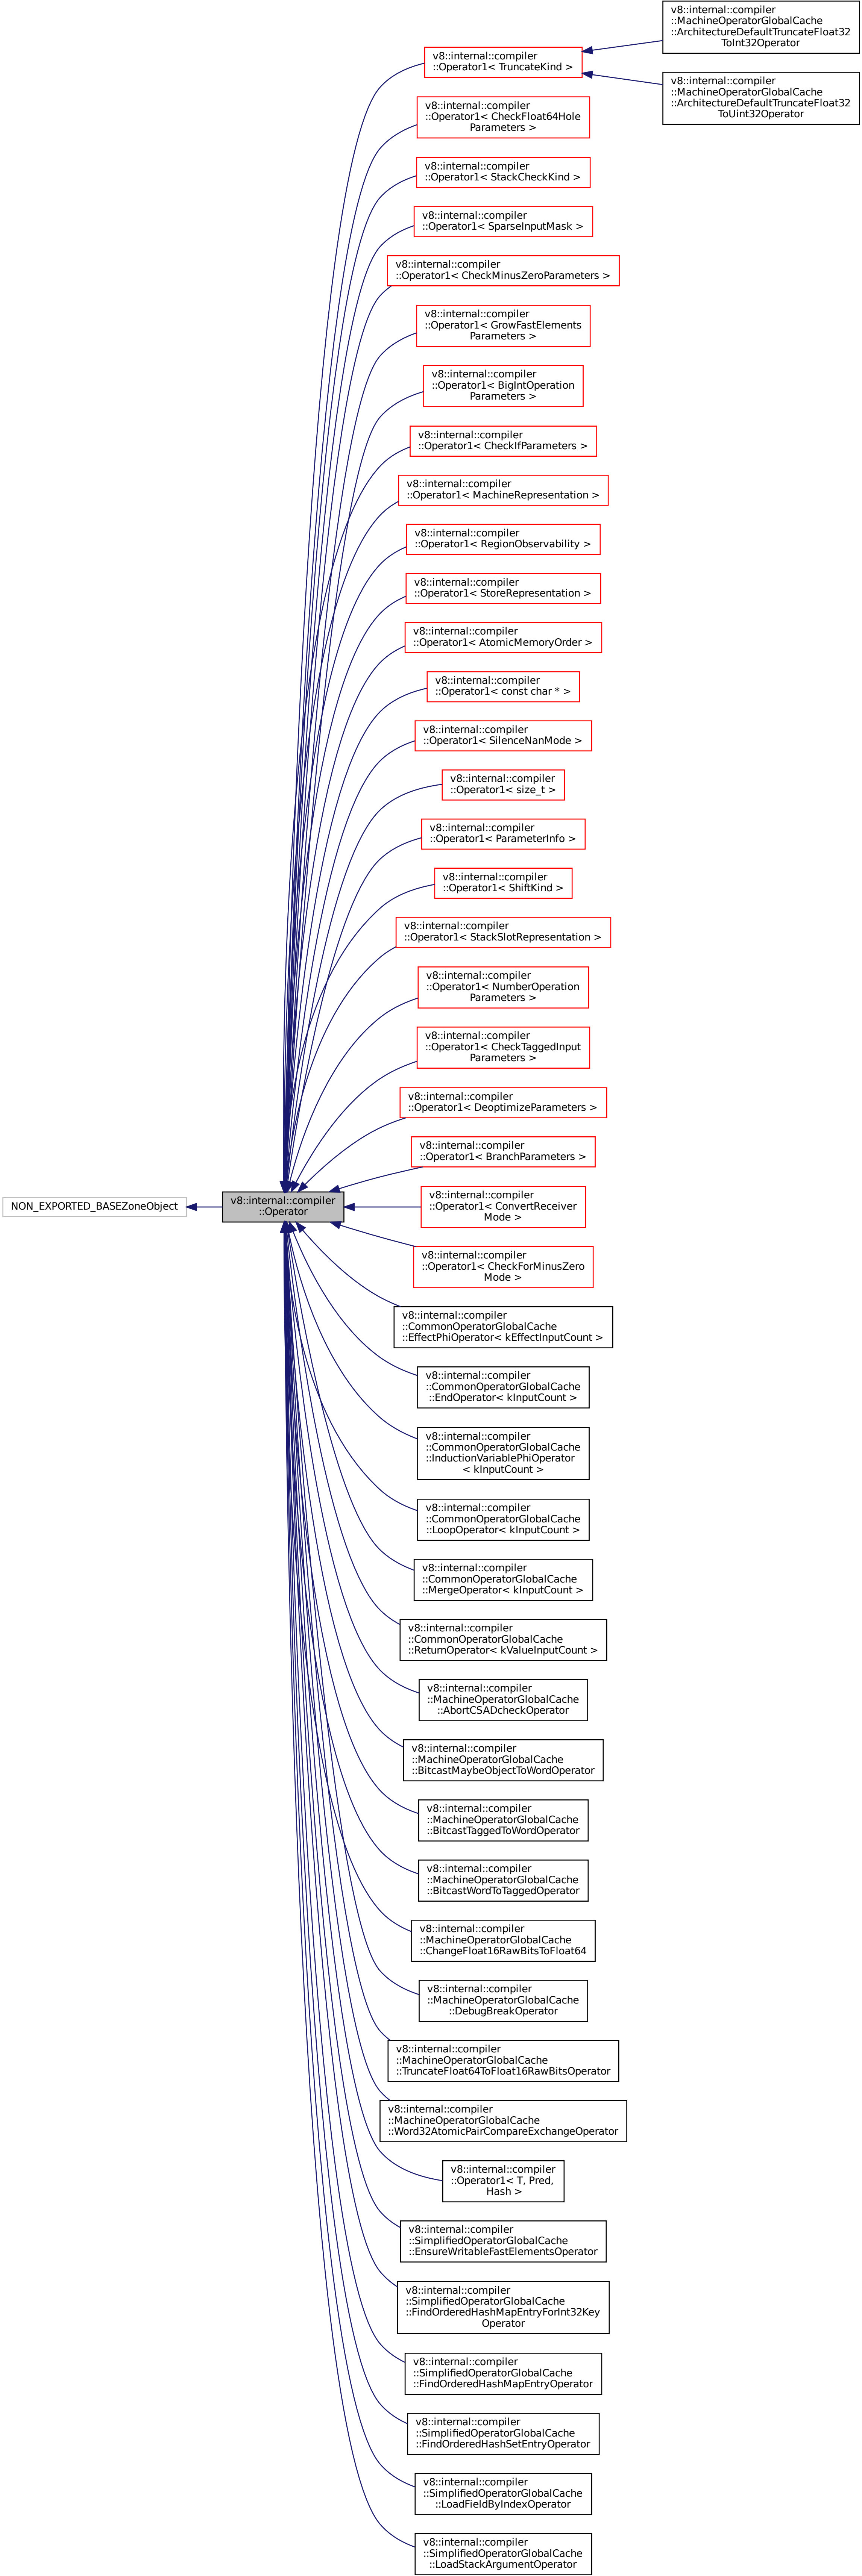 v8::internal::compiler
::MachineOperatorGlobalCache
::ArchitectureDefaultTruncateFloat32
ToInt32Operator
v8::internal::compiler
::Operator1< TruncateKind >
v8::internal::compiler
::MachineOperatorGlobalCache
::ArchitectureDefaultTruncateFloat32
ToUint32Operator
v8::internal::compiler
::Operator1< CheckFloat64Hole
Parameters >
v8::internal::compiler
::Operator1< StackCheckKind >
v8::internal::compiler
::Operator1< SparseInputMask >
v8::internal::compiler
::Operator1< CheckMinusZeroParameters >
v8::internal::compiler
::Operator1< GrowFastElements
Parameters >
v8::internal::compiler
::Operator1< BigIntOperation
Parameters >
v8::internal::compiler
::Operator1< CheckIfParameters >
v8::internal::compiler
::Operator1< MachineRepresentation >
v8::internal::compiler
::Operator1< RegionObservability >
v8::internal::compiler
::Operator1< StoreRepresentation >
v8::internal::compiler
::Operator1< AtomicMemoryOrder >
v8::internal::compiler
::Operator1< const char * >
v8::internal::compiler
::Operator1< SilenceNanMode >
v8::internal::compiler
::Operator1< size_t >
v8::internal::compiler
::Operator1< ParameterInfo >
v8::internal::compiler
::Operator1< ShiftKind >
v8::internal::compiler
::Operator1< StackSlotRepresentation >
v8::internal::compiler
::Operator1< NumberOperation
Parameters >
v8::internal::compiler
::Operator1< CheckTaggedInput
Parameters >
v8::internal::compiler
::Operator1< DeoptimizeParameters >
v8::internal::compiler
::Operator1< BranchParameters >
NON_EXPORTED_BASEZoneObject
v8::internal::compiler
::Operator
v8::internal::compiler
::Operator1< ConvertReceiver
Mode >
v8::internal::compiler
::Operator1< CheckForMinusZero
Mode >
v8::internal::compiler
::CommonOperatorGlobalCache
::EffectPhiOperator< kEffectInputCount >
v8::internal::compiler
::CommonOperatorGlobalCache
::EndOperator< kInputCount >
v8::internal::compiler
::CommonOperatorGlobalCache
::InductionVariablePhiOperator
< kInputCount >
v8::internal::compiler
::CommonOperatorGlobalCache
::LoopOperator< kInputCount >
v8::internal::compiler
::CommonOperatorGlobalCache
::MergeOperator< kInputCount >
v8::internal::compiler
::CommonOperatorGlobalCache
::ReturnOperator< kValueInputCount >
v8::internal::compiler
::MachineOperatorGlobalCache
::AbortCSADcheckOperator
v8::internal::compiler
::MachineOperatorGlobalCache
::BitcastMaybeObjectToWordOperator
v8::internal::compiler
::MachineOperatorGlobalCache
::BitcastTaggedToWordOperator
v8::internal::compiler
::MachineOperatorGlobalCache
::BitcastWordToTaggedOperator
v8::internal::compiler
::MachineOperatorGlobalCache
::ChangeFloat16RawBitsToFloat64
v8::internal::compiler
::MachineOperatorGlobalCache
::DebugBreakOperator
v8::internal::compiler
::MachineOperatorGlobalCache
::TruncateFloat64ToFloat16RawBitsOperator
v8::internal::compiler
::MachineOperatorGlobalCache
::Word32AtomicPairCompareExchangeOperator
v8::internal::compiler
::Operator1< T, Pred,
Hash >
v8::internal::compiler
::SimplifiedOperatorGlobalCache
::EnsureWritableFastElementsOperator
v8::internal::compiler
::SimplifiedOperatorGlobalCache
::FindOrderedHashMapEntryForInt32Key
Operator
v8::internal::compiler
::SimplifiedOperatorGlobalCache
::FindOrderedHashMapEntryOperator
v8::internal::compiler
::SimplifiedOperatorGlobalCache
::FindOrderedHashSetEntryOperator
v8::internal::compiler
::SimplifiedOperatorGlobalCache
::LoadFieldByIndexOperator
v8::internal::compiler
::SimplifiedOperatorGlobalCache
::LoadStackArgumentOperator